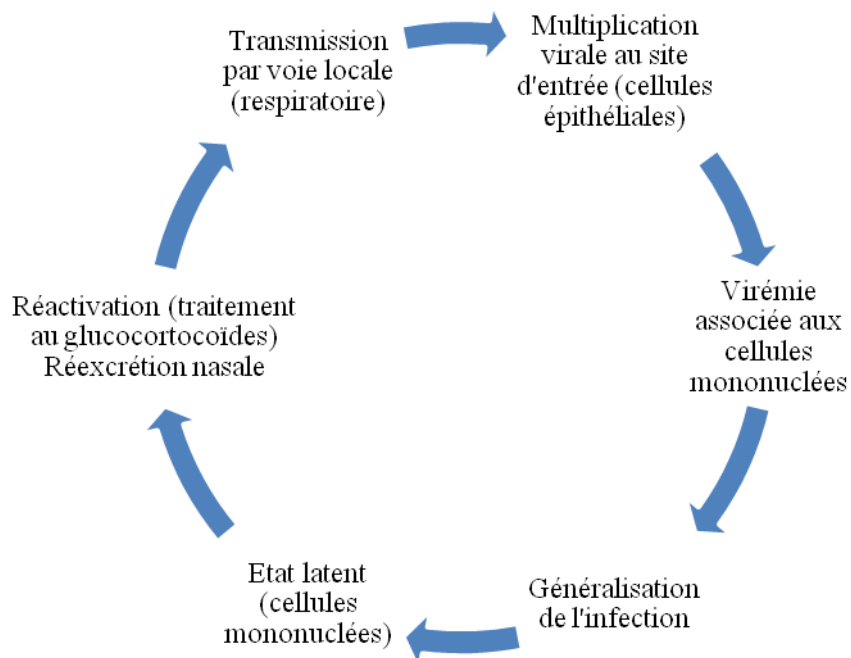 Transmission
par voie locale
(respiratoire)
Multiplication
virale au site
d'entrée (cellules
épithéliales)
Virémie
associée aux
cellules
mononuclées
Généralisation
de l'infection
Etat latent
(cellules
mononuclées)
Réactivation (traitement
au glucocortocoïdes)
Réexcrétion nasale